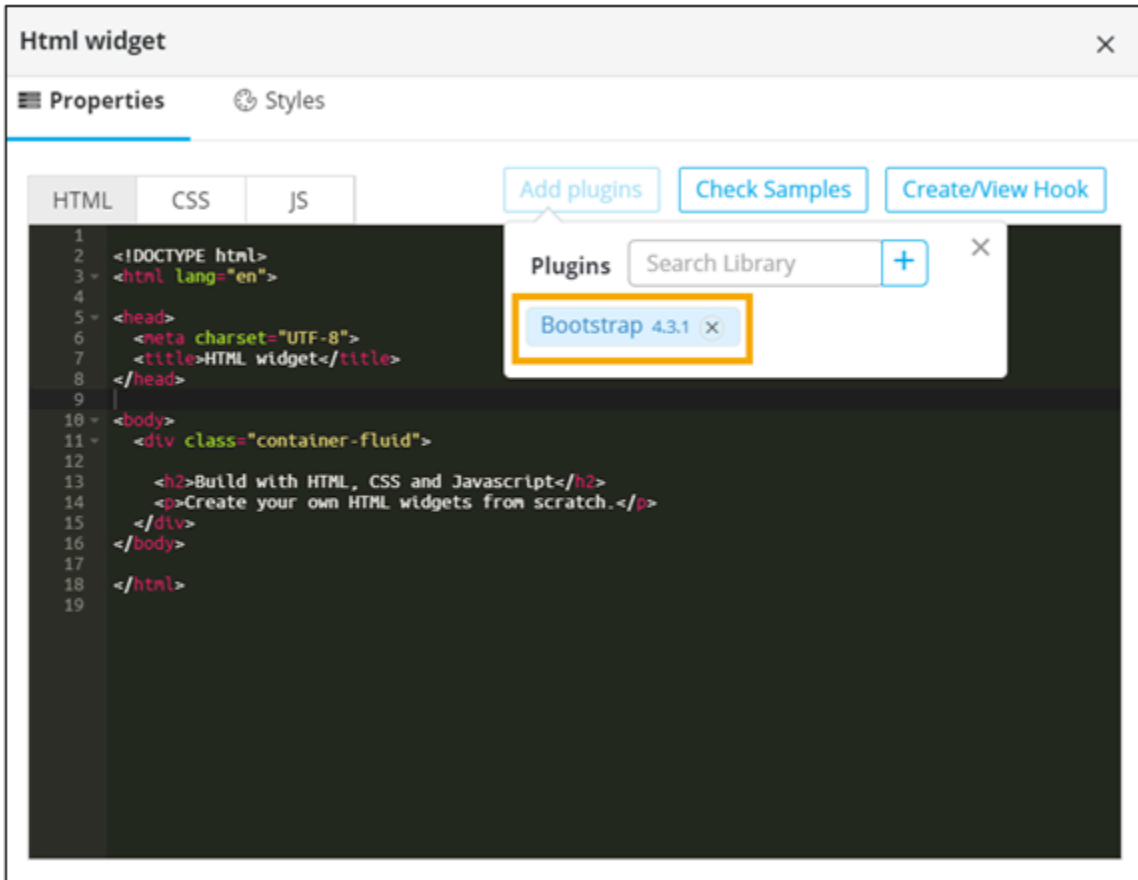 Html widget
Properties Styles
HTML CSS JS Add plugins Check Samples Create/View Hook
Plugins Search Library +
Bootstrap 4.3.1
1
2 <!DOCTYPE html>
3 <html lang="en">
4
5 <head>
6 <meta charset="UTF-8">
7 <title>HTML widget</title>
8 </head>
9
10 <body>
11 <div class="container-fluid">
12
13 <h2>Build with HTML, CSS and Javascript</h2>
14 <p>Create your own HTML widgets from scratch.</p>
15 </div>
16 </body>
17
18 </html>
19